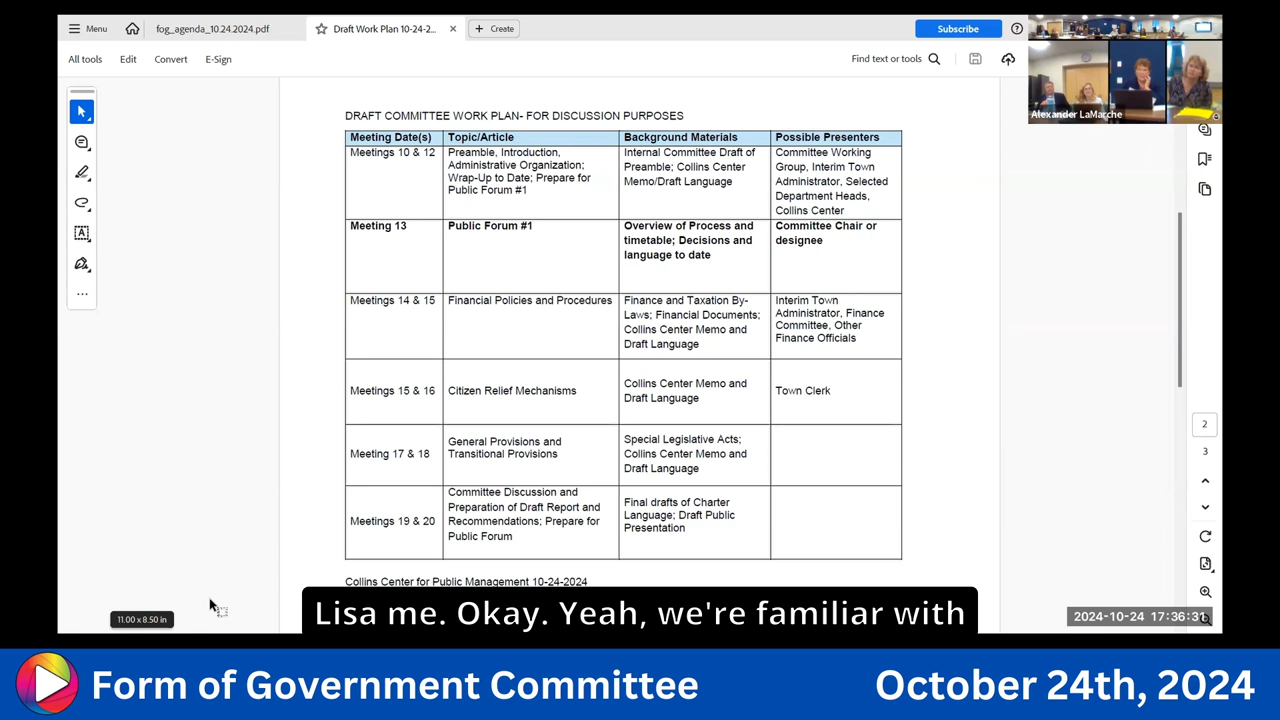 Menu
fog_agenda_10.24.2024.pdf
Draft Work Plan 10-24-2...
Create
Subscribe
All tools
Edit
Convert
E-Sign
Find text or tools
Alexander LaMarche
DRAFT COMMITTEE WORK PLAN- FOR DISCUSSION PURPOSES
Meeting Date(s)
Topic/Article
Background Materials
Possible Presenters
Meetings 10 & 12
Preamble, Introduction,
Administrative Organization;
Wrap-Up to Date; Prepare for
Public Forum #1
Internal Committee Draft of
Preamble; Collins Center
Memo/Draft Language
Committee Working
Group, Interim Town
Administrator, Selected
Department Heads,
Collins Center
Meeting 13
Public Forum #1
Overview of Process and
timetable; Decisions and
language to date
Committee Chair or
designee
Meetings 14 & 15
Financial Policies and Procedures
Finance and Taxation By-
Laws; Financial Documents;
Collins Center Memo and
Draft Language
Interim Town
Administrator, Finance
Committee, Other
Finance Officials
Meetings 15 & 16
Citizen Relief Mechanisms
Collins Center Memo and
Draft Language
Town Clerk
Meeting 17 & 18
General Provisions and
Transitional Provisions
Special Legislative Acts;
Collins Center Memo and
Draft Language
Meetings 19 & 20
Committee Discussion and
Preparation of Draft Report and
Recommendations; Prepare for
Public Forum
Final drafts of Charter
Language; Draft Public
Presentation
Collins Center for Public Management 10-24-2024
2
3
11.00 x 8.50 in
Lisa me. Okay. Yeah, we're familiar with
2024-10-24 17:36:31
Form of Government Committee
October 24th, 2024